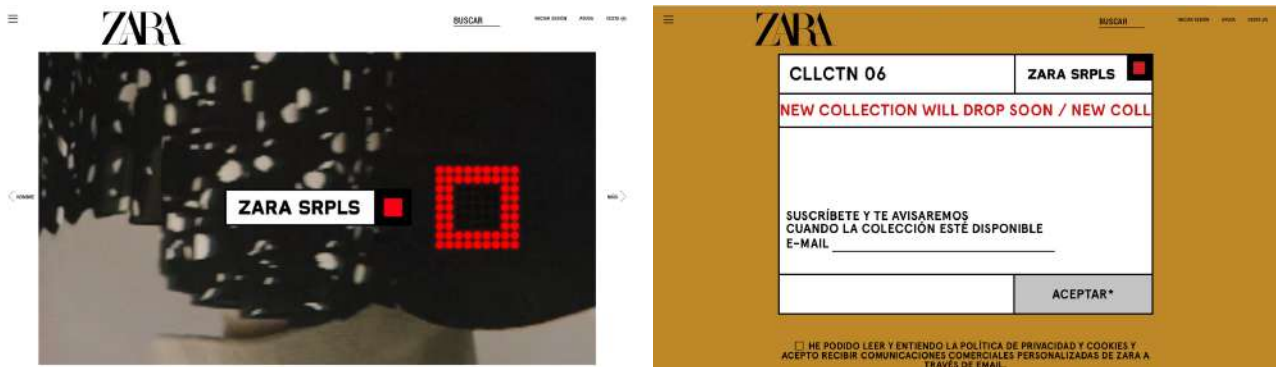 ZARA
BUSCAR
INICIAR SESIÓN AYUDA CESTA (0)
HOMBRE
ZARA SRPLS
MÁS
ZARA
BUSCAR
INICIAR SESIÓN AYUDA CESTA (0)
CLLCTN 06
ZARA SRPLS
NEW COLLECTION WILL DROP SOON / NEW COLL
SUSCRÍBETE Y TE AVISAREMOS
CUANDO LA COLECCIÓN ESTÉ DISPONIBLE
E-MAIL
ACEPTAR*
HE PODIDO LEER Y ENTIENDO LA POLÍTICA DE PRIVACIDAD Y COOKIES Y
ACEPTO RECIBIR COMUNICACIONES COMERCIALES PERSONALIZADAS DE ZARA A
TRAVÉS DE EMAIL.